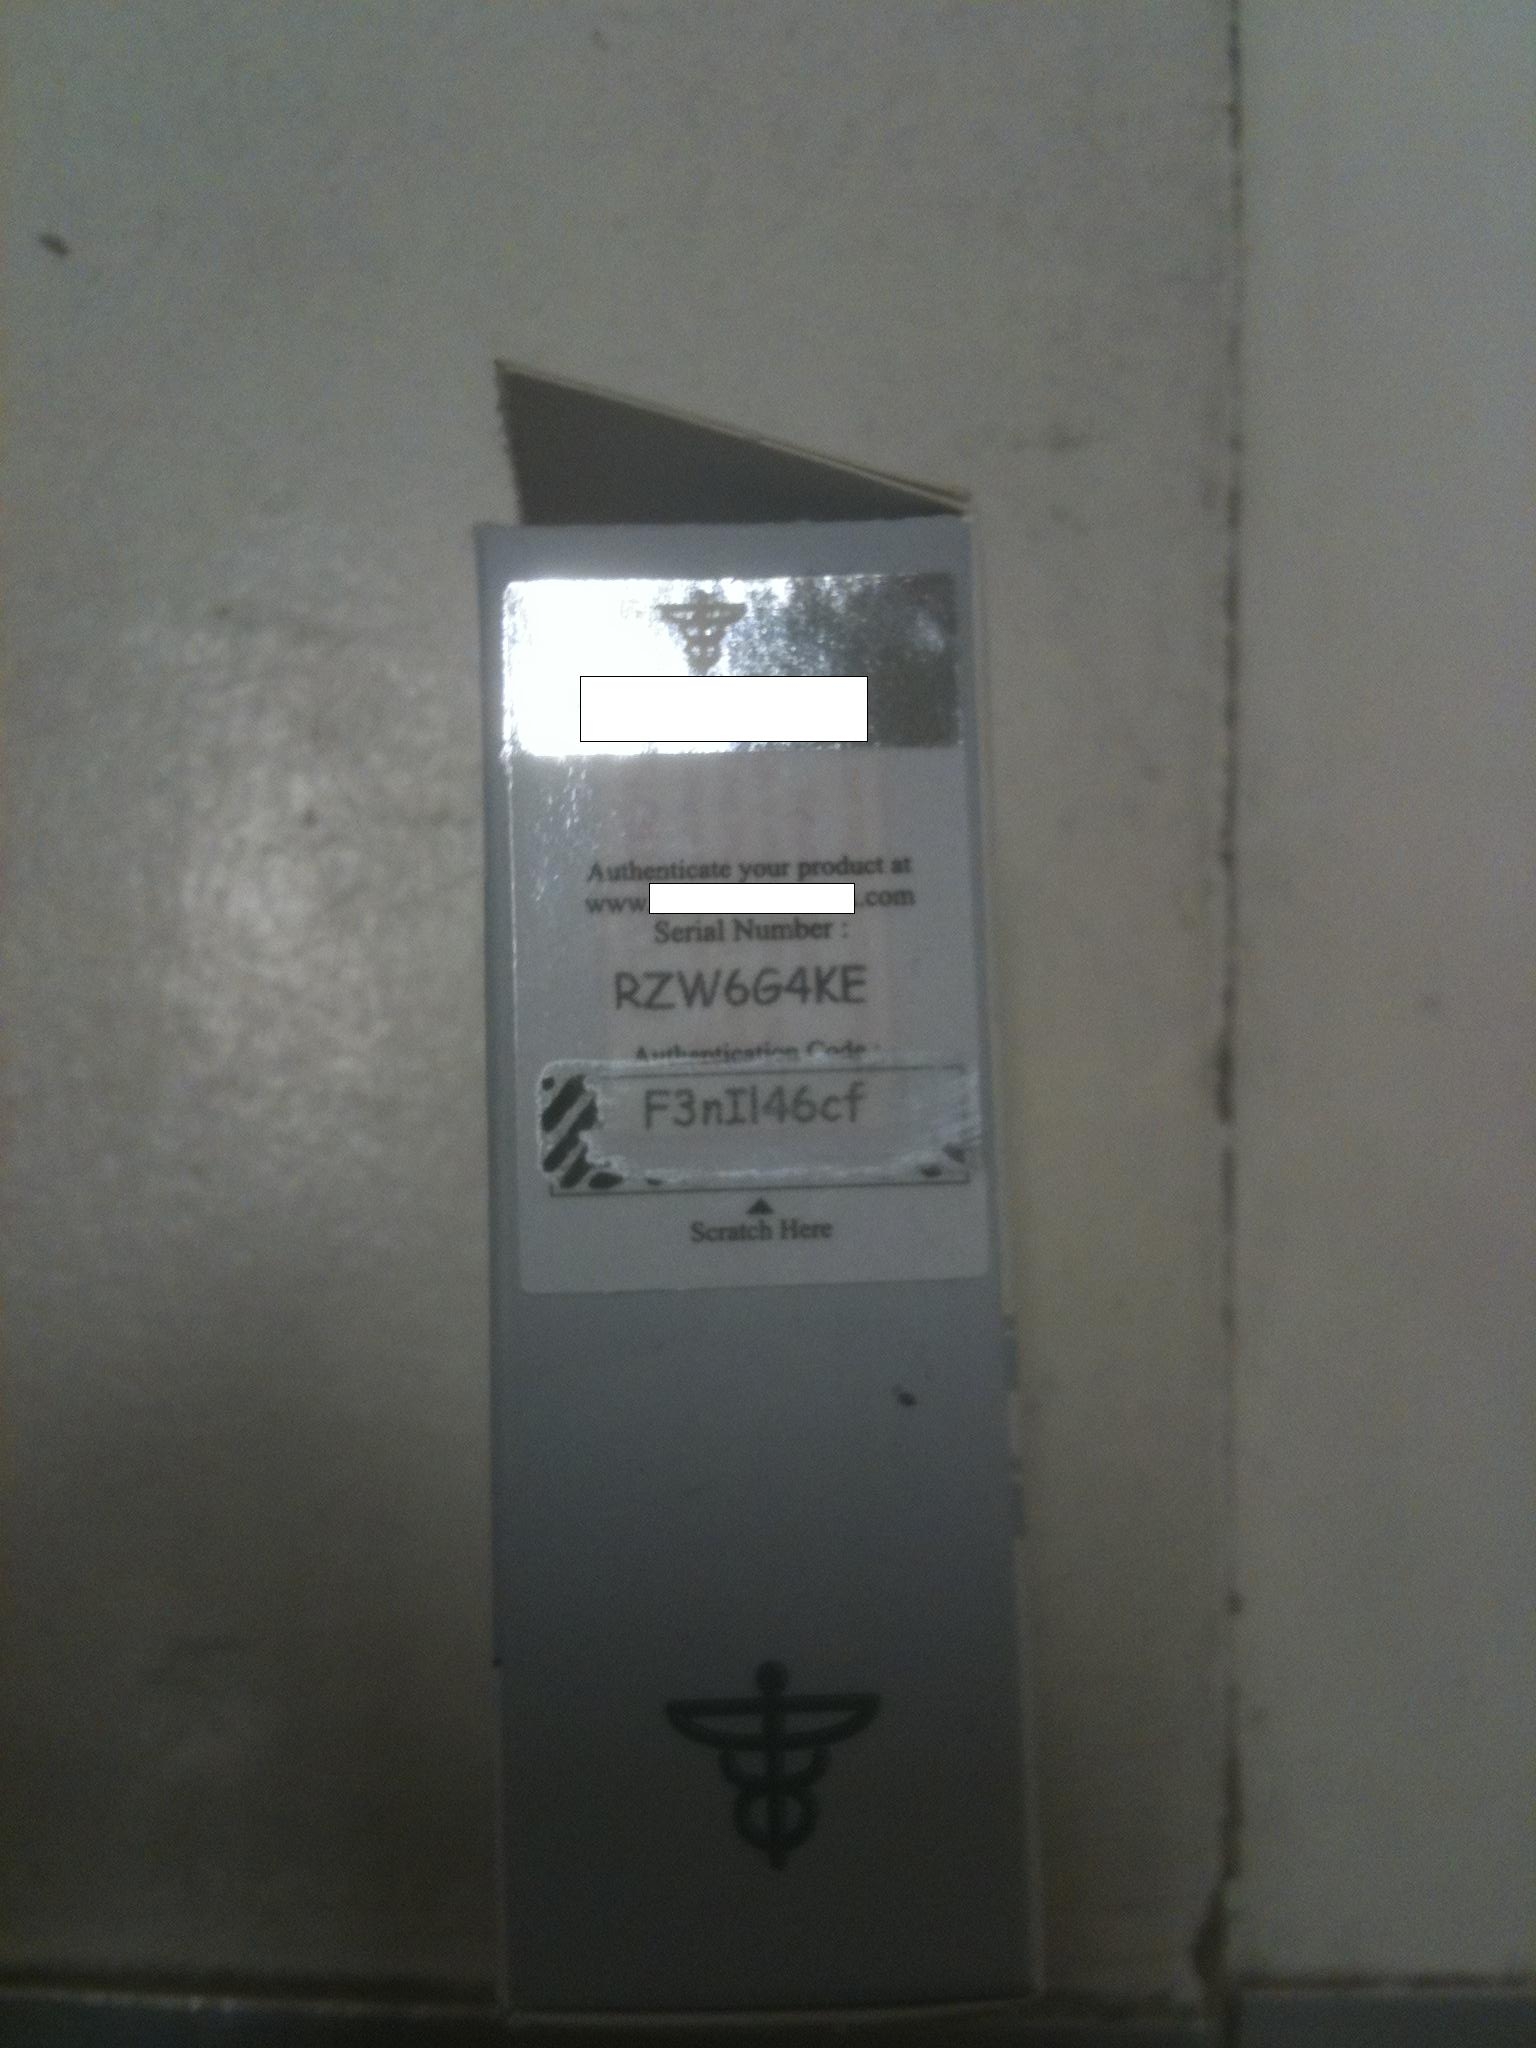 Authenticate your product at
www. .com
Serial Number :
RZW6G4KE
Authentication Code :
F3nIl46cf
Scratch Here